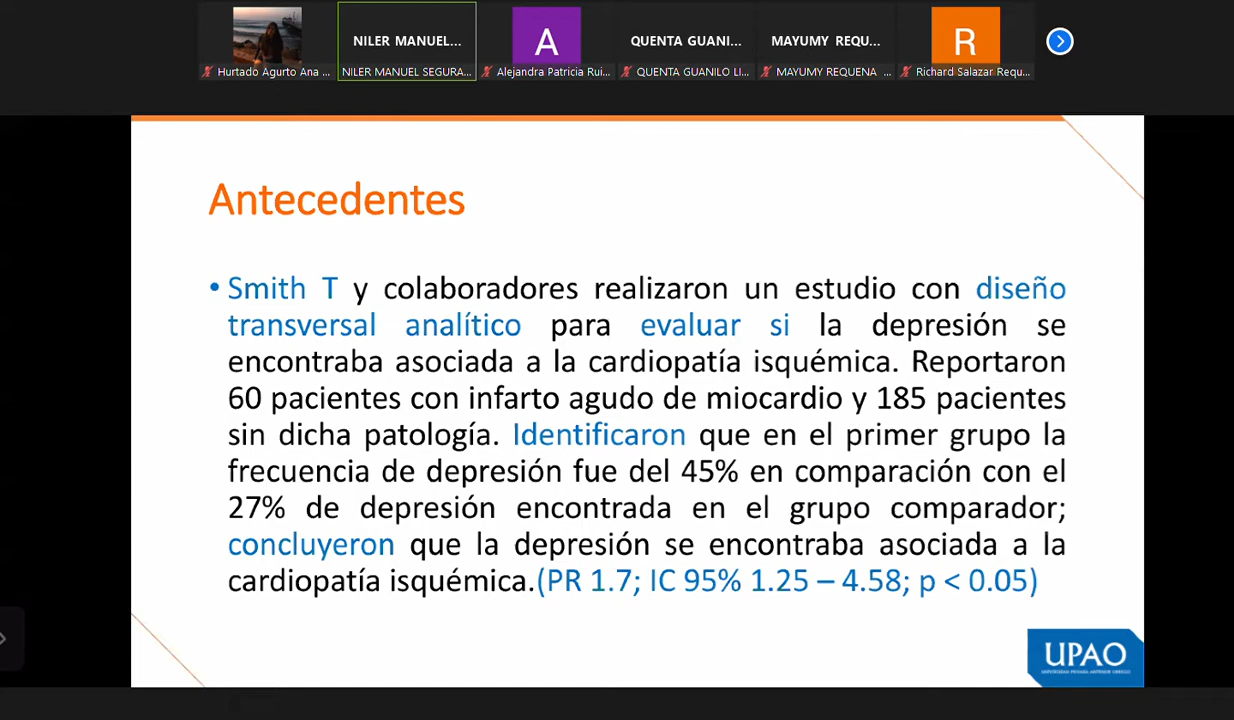 NILER MANUEL...
A
QUENTA GUANI...
MAYUMY REQU...
R
Hurtado Agurto Ana ...
NILER MANUEL SEGURA...
Alejandra Patricia Rui...
QUENTA GUANILO LI...
MAYUMY REQUENA ...
Richard Salazar Requ...
Antecedentes
• Smith T y colaboradores realizaron un estudio con diseño
transversal analítico para evaluar si la depresión se
encontraba asociada a la cardiopatía isquémica. Reportaron
60 pacientes con infarto agudo de miocardio y 185 pacientes
sin dicha patología. Identificaron que en el primer grupo la
frecuencia de depresión fue del 45% en comparación con el
27% de depresión encontrada en el grupo comparador;
concluyeron que la depresión se encontraba asociada a la
cardiopatía isquémica.(PR 1.7; IC 95% 1.25 – 4.58; p < 0.05)
UPAO
UNIVERSIDAD PRIVADA ANTENOR ORREGO